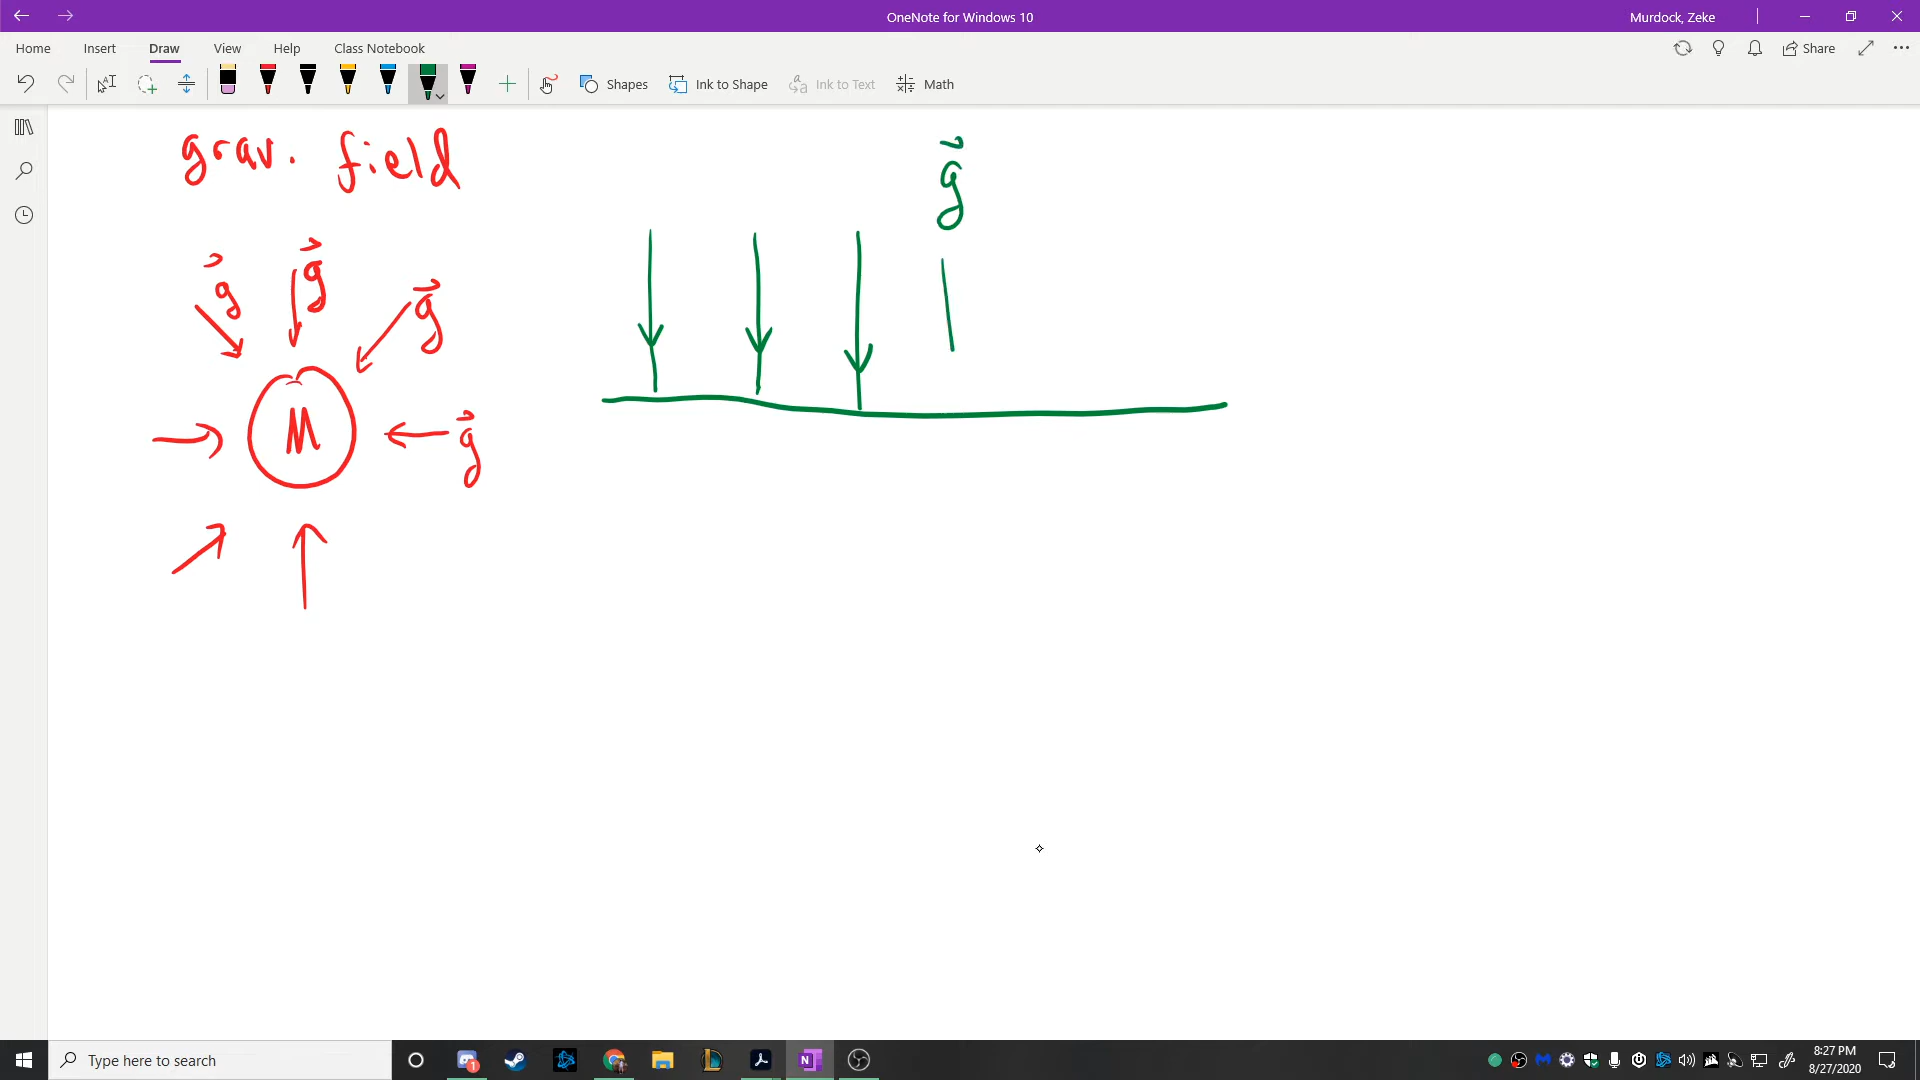 OneNote for Windows 10
Murdock, Zeke
Home Insert Draw View Help Class Notebook
Share
Shapes Ink to Shape Ink to Text Math
grav. field
g⃗
g⃗ g⃗ g⃗
M g⃗
Type here to search
1
N
8:27 PM
8/27/2020